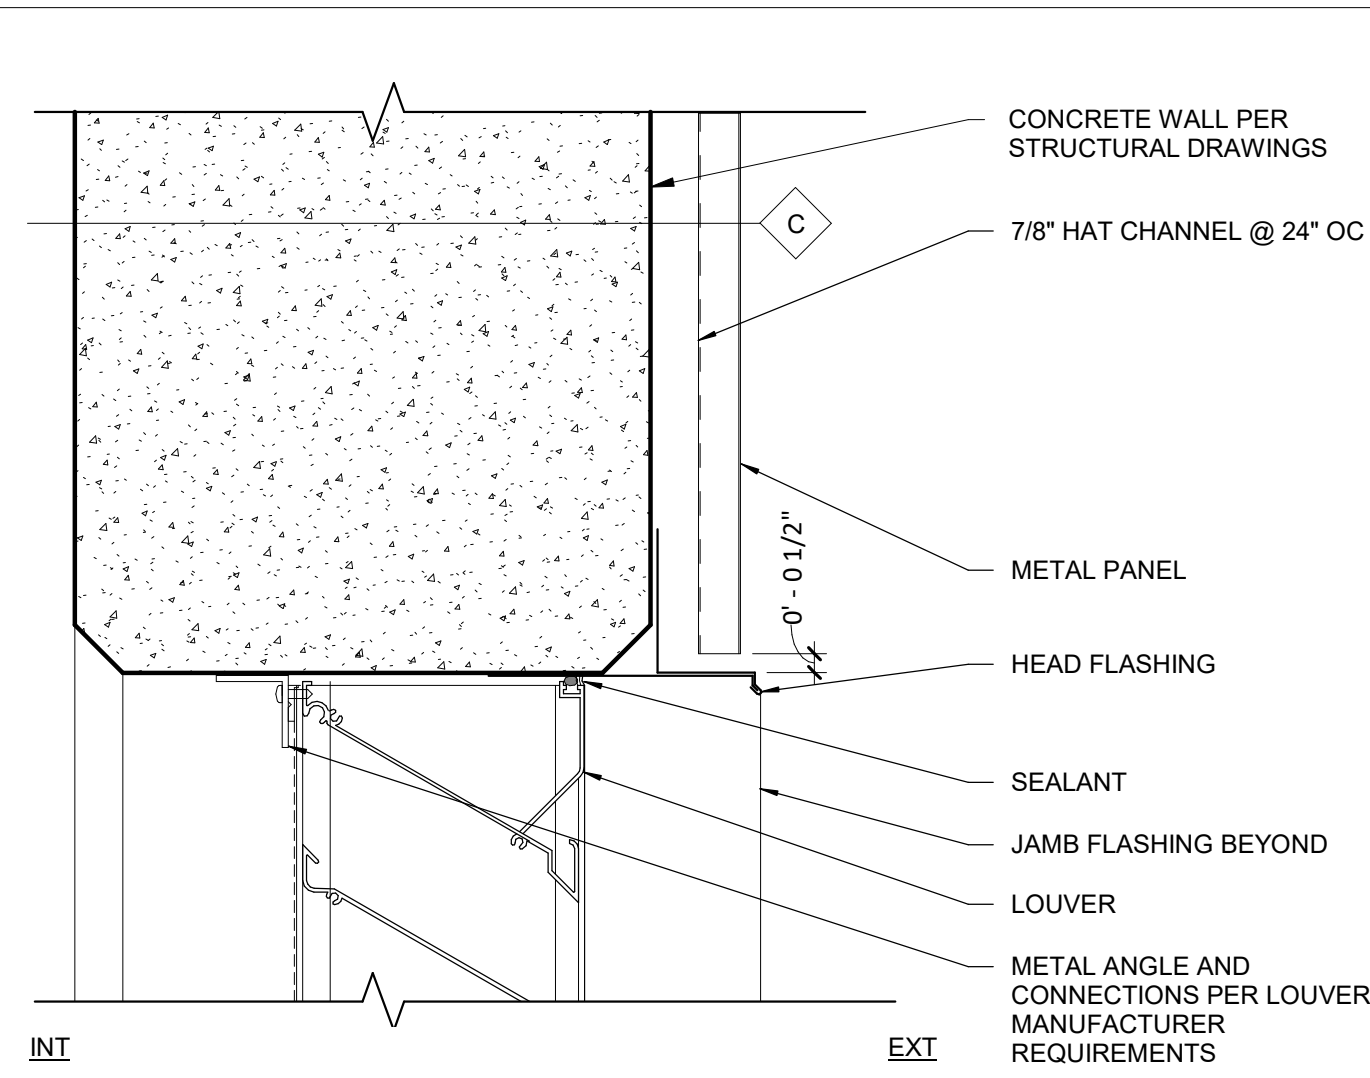 CONCRETE WALL PER
STRUCTURAL DRAWINGS
C
7/8" HAT CHANNEL @ 24" OC
0' - 0 1/2"
METAL PANEL
HEAD FLASHING
SEALANT
JAMB FLASHING BEYOND
LOUVER
METAL ANGLE AND
CONNECTIONS PER LOUVER
MANUFACTURER
REQUIREMENTS
INT
EXT